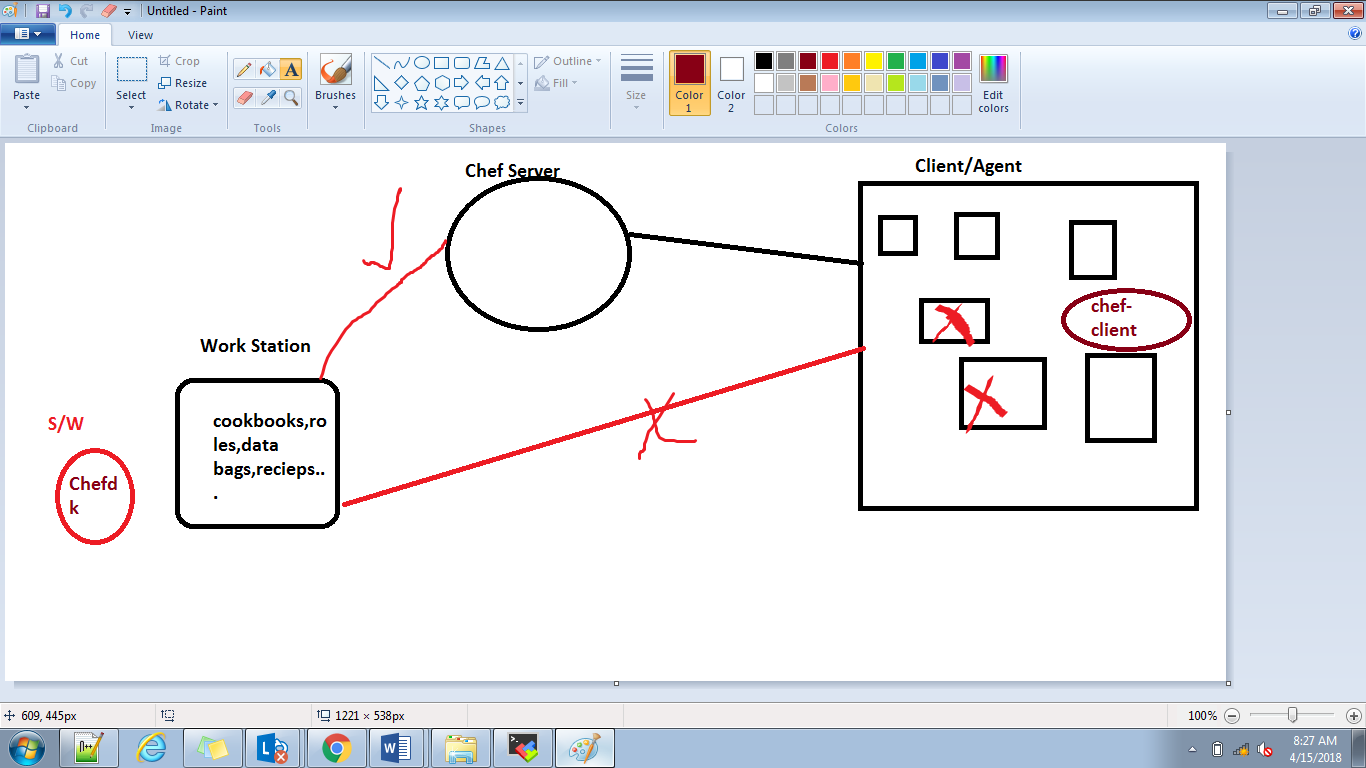 Untitled - Paint
Home
View
Paste
Cut
Copy
Clipboard
Select
Crop
Resize
Rotate
Image
A
Tools
Brushes
Shapes
Outline
Fill
Size
Color 1
Color 2
Edit colors
Colors
Chef Server
Client/Agent
chef-
client
Work Station
cookbooks,ro
les,data
bags,recieps..
.
S/W
Chefd
k
609, 445px
1221 × 538px
100%
8:27 AM
4/15/2018